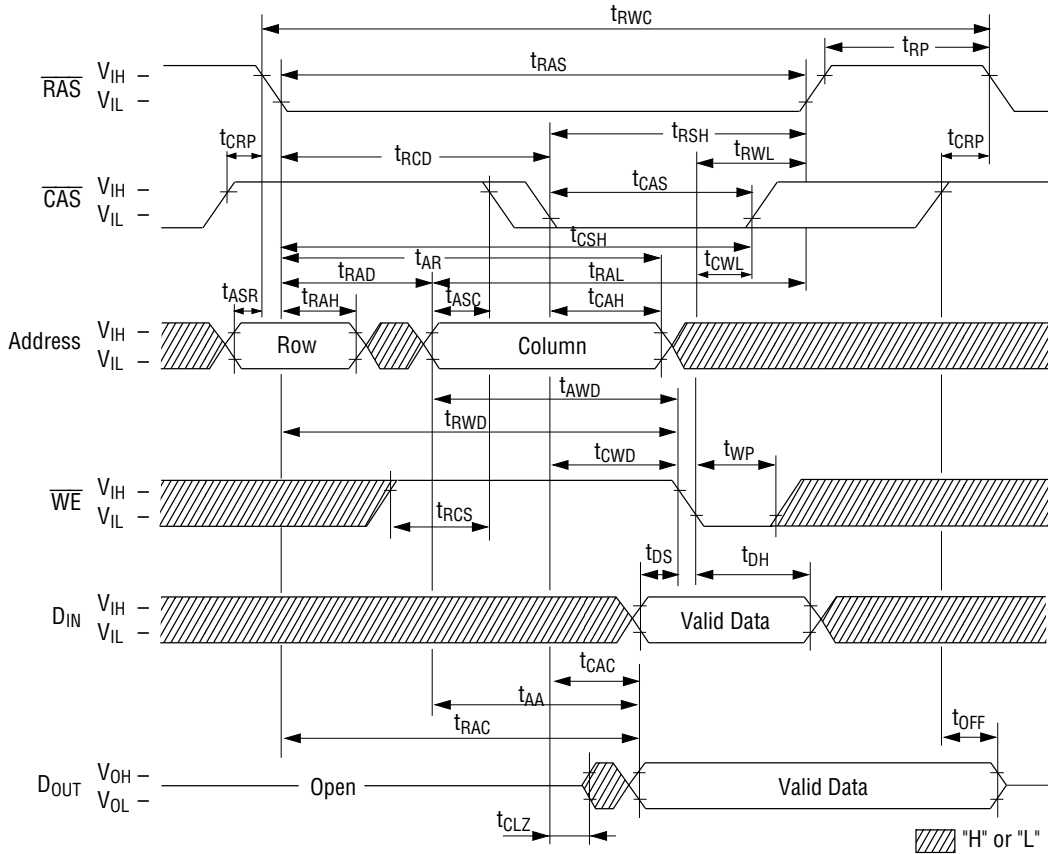 tRWC
tRP
RAS VIH – VIL –
tRAS
tCRP
tRCD
tRSH
tRWL
tCRP
CAS VIH – VIL –
tCAS
tCSH
tAR
tRAD
tRAL
tCWL
tASR
tRAH
tASC
tCAH
Address VIH – VIL –
Row
Column
tAWD
tRWD
tCWD
tWP
WE VIH – VIL –
tRCS
tDS
tDH
DIN VIH – VIL –
Valid Data
tCAC
tAA
tRAC
tOFF
DOUT VOH – VOL –
Open
Valid Data
tCLZ
"H" or "L"